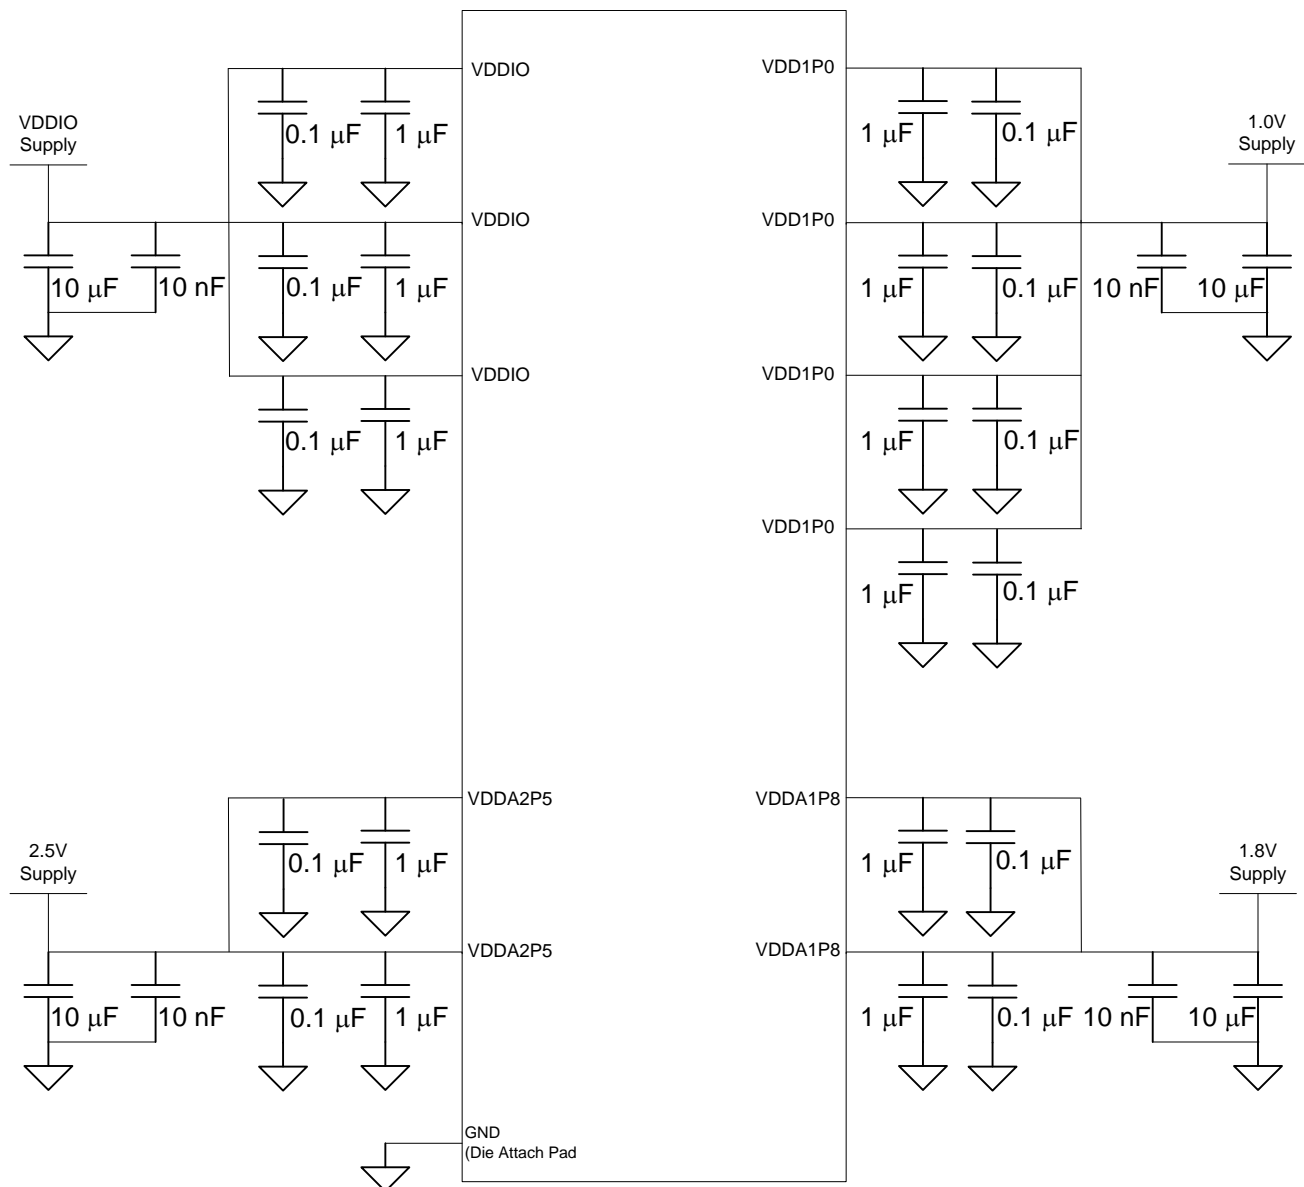 VDDIO
VDD1P0
0.1 µF
1 µF
1 µF
0.1 µF
VDDIO
Supply
1.0V
Supply
VDDIO
VDD1P0
10 µF
10 nF
0.1 µF
1 µF
1 µF
0.1 µF
10 nF
10 µF
VDDIO
VDD1P0
0.1 µF
1 µF
1 µF
0.1 µF
VDD1P0
1 µF
0.1 µF
VDDA2P5
VDDA1P8
0.1 µF
1 µF
1 µF
0.1 µF
2.5V
Supply
1.8V
Supply
VDDA2P5
VDDA1P8
10 µF
10 nF
0.1 µF
1 µF
1 µF
0.1 µF
10 nF
10 µF
GND
(Die Attach Pad